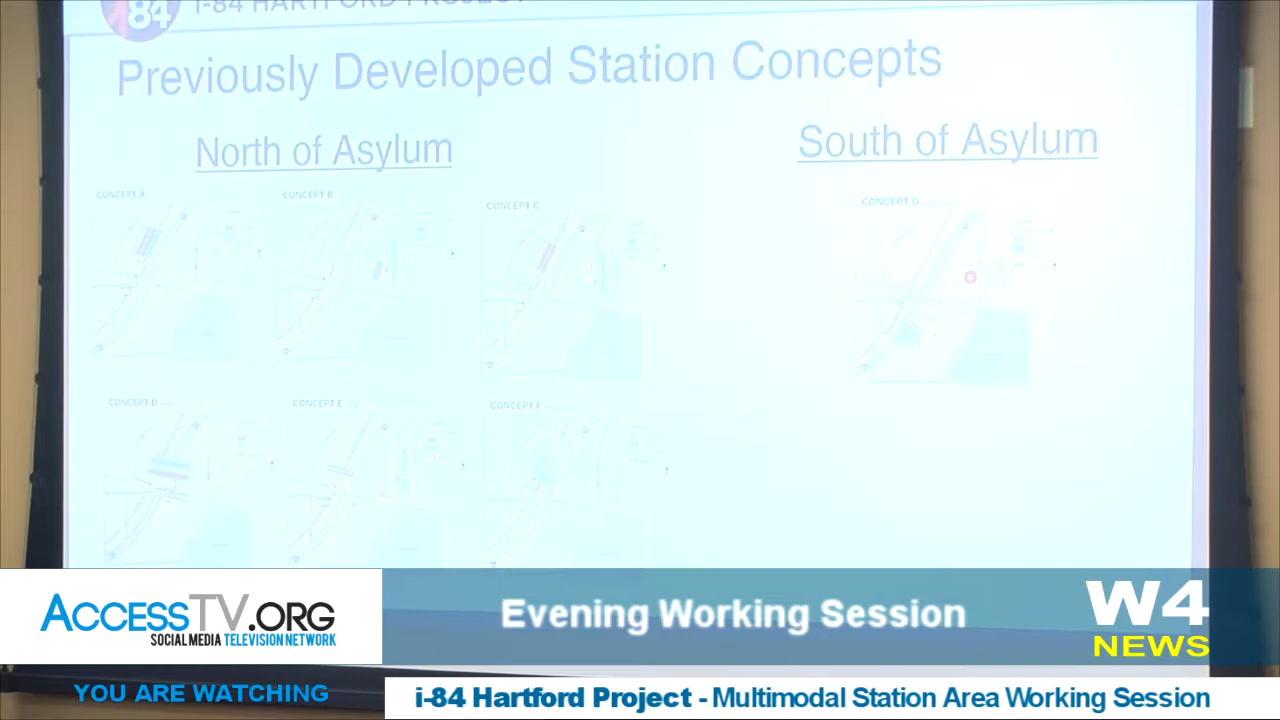 84
i-84 HARTFORD PROJECT
Previously Developed Station Concepts
North of Asylum
South of Asylum
CONCEPT A
CONCEPT B
CONCEPT C
CONCEPT G
CONCEPT D
CONCEPT E
CONCEPT F
ACCESSTV.ORG
SOCIAL MEDIA TELEVISION NETWORK
Evening Working Session
W4
NEWS
YOU ARE WATCHING
i-84 Hartford Project - Multimodal Station Area Working Session